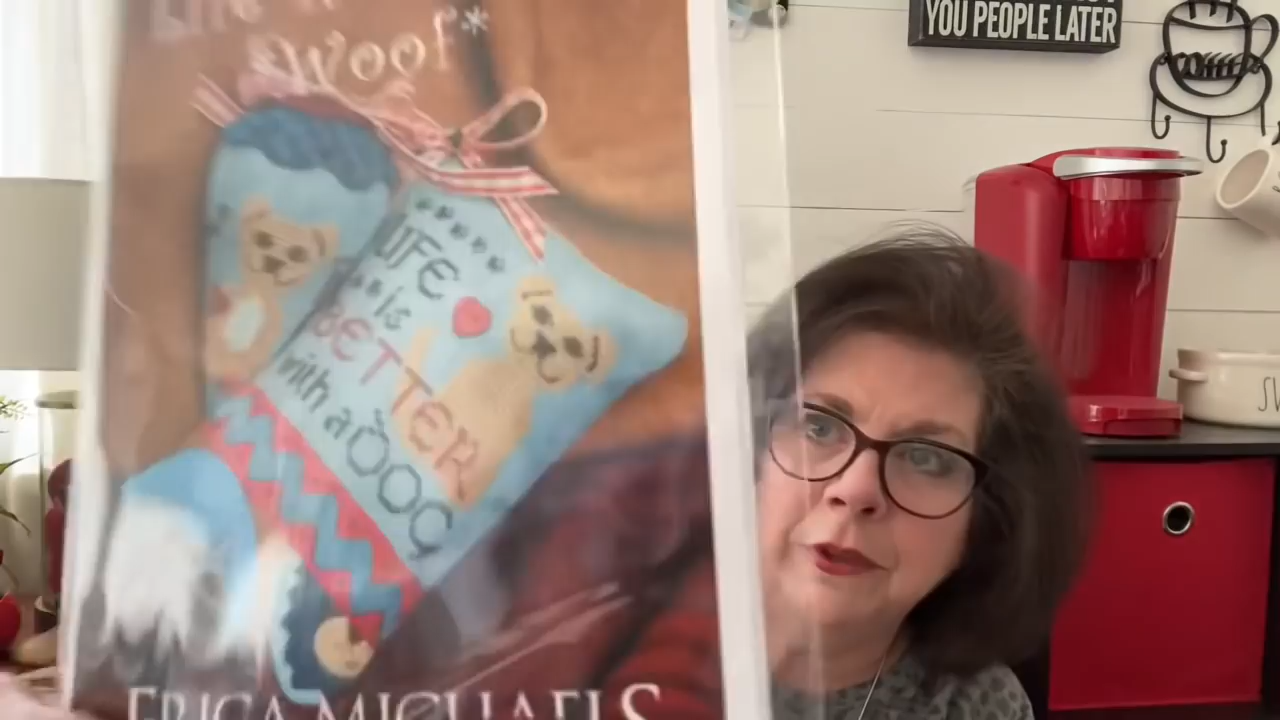 YOU PEOPLE LATER
woof*
LIFE
is
BETTER
with a
DOG
ERICA MICHAELS